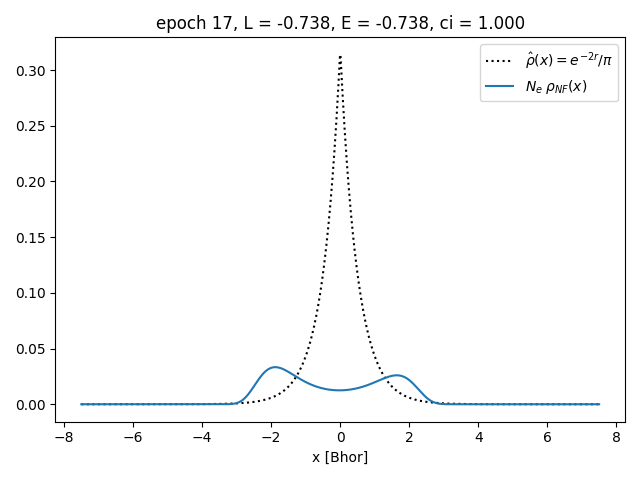 epoch 17, L = -0.738, E = -0.738, ci = 1.000
ρ̂(x) = e^{-2r}/π
N_e ρ_{NF}(x)
0.30
0.25
0.20
0.15
0.10
0.05
0.00
−8 −6 −4 −2 0 2 4 6 8
x [Bhor]